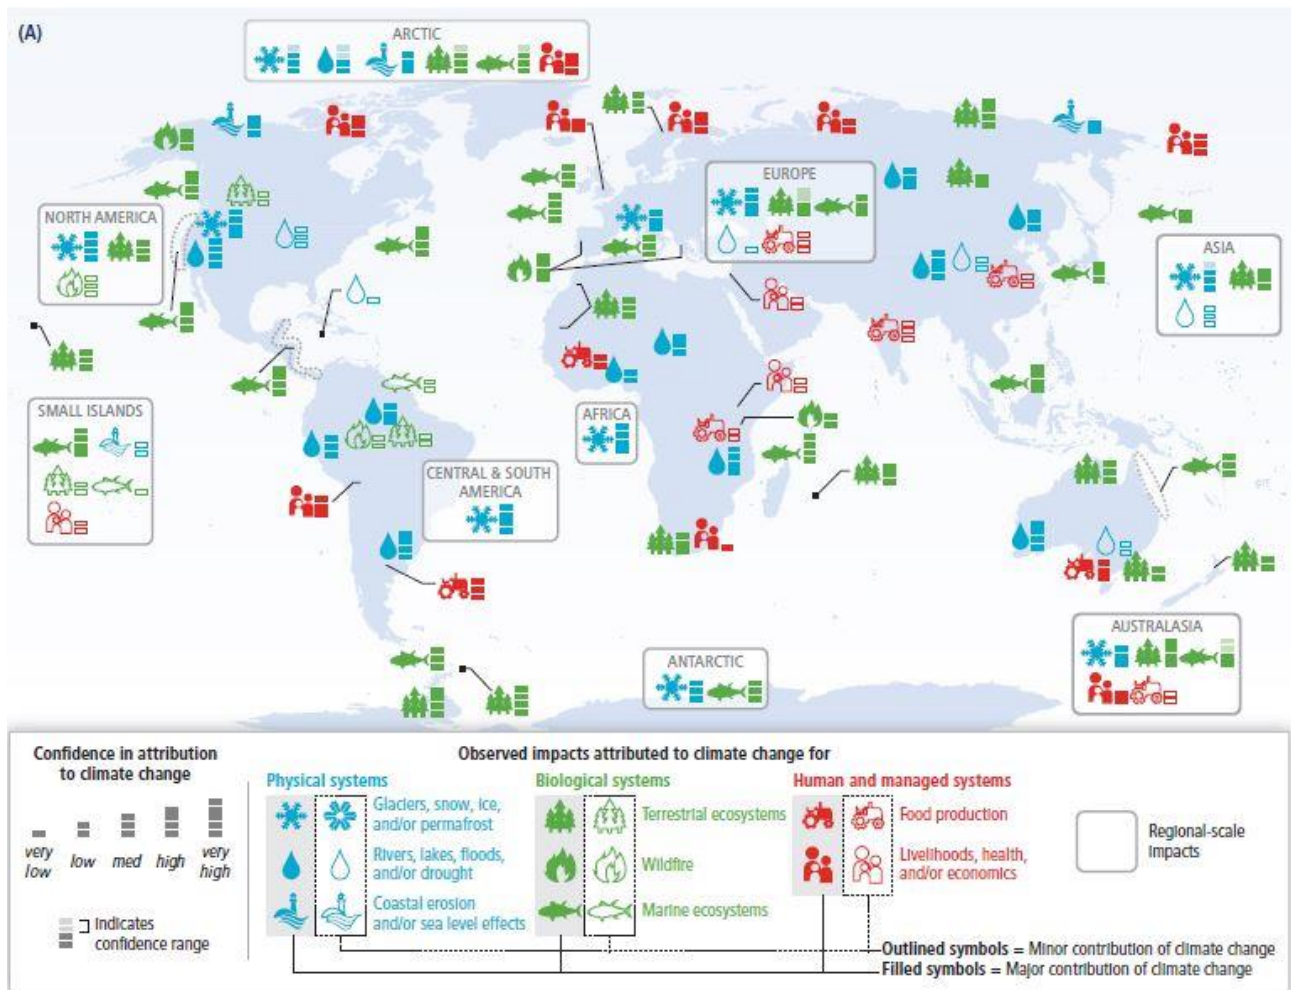 (A)
ARCTIC
EUROPE
NORTH AMERICA
ASIA
SMALL ISLANDS
AFRICA
CENTRAL & SOUTH
AMERICA
AUSTRALASIA
ANTARCTIC
Confidence in attribution
to climate change
very
low
low
med
high
very
high
Indicates
confidence range
Observed impacts attributed to climate change for
Physical systems
Glaciers, snow, ice,
and/or permafrost
Rivers, lakes, floods,
and/or drought
Coastal erosion
and/or sea level effects
Biological systems
Terrestrial ecosystems
Wildfire
Marine ecosystems
Human and managed systems
Food production
Livelihoods, health,
and/or economics
Regional-scale
impacts
Outlined symbols = Minor contribution of climate change
Filled symbols = Major contribution of climate change